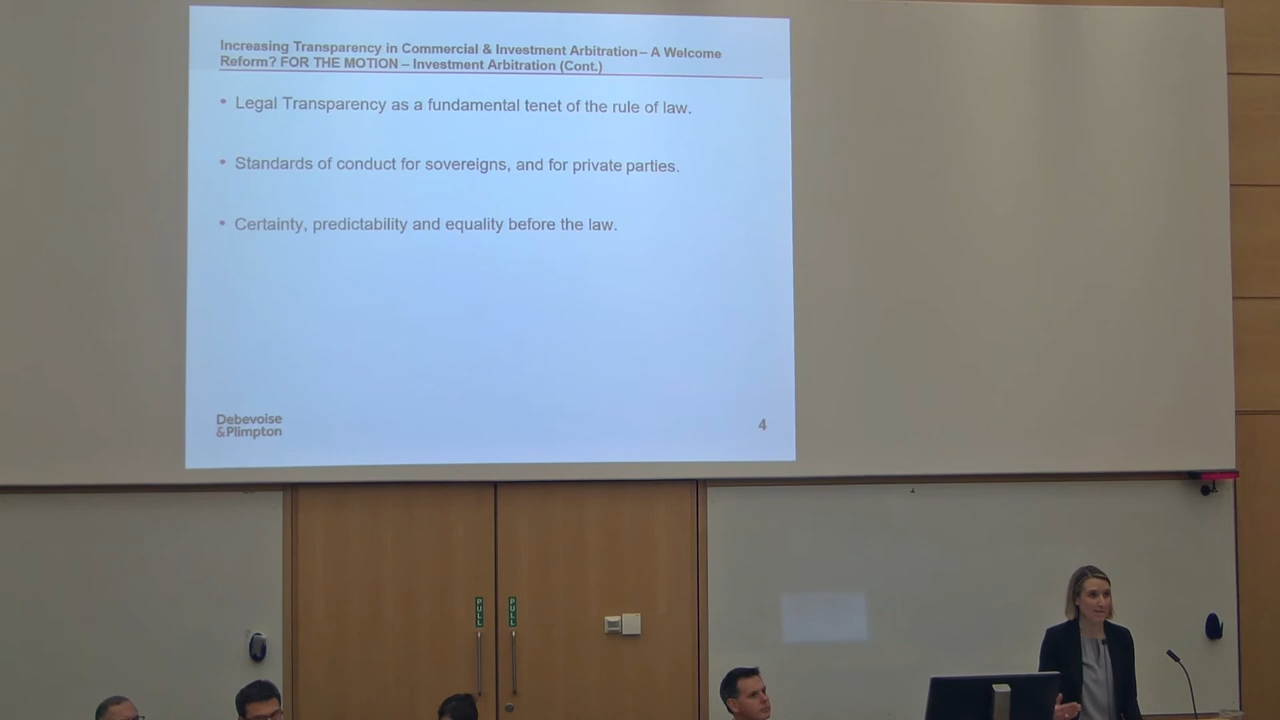 Increasing Transparency in Commercial & Investment Arbitration – A Welcome
Reform? FOR THE MOTION – Investment Arbitration (Cont.)
• Legal Transparency as a fundamental tenet of the rule of law.
• Standards of conduct for sovereigns, and for private parties.
• Certainty, predictability and equality before the law.
Debevoise
&Plimpton
4
PULL
PULL